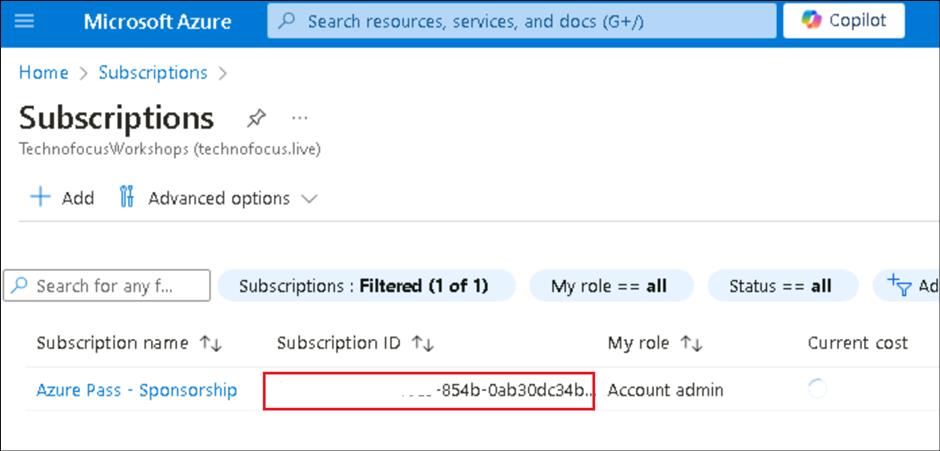 Microsoft Azure
Search resources, services, and docs (G+/)
Copilot
Home > Subscriptions >
Subscriptions ...
TechnofocusWorkshops (technofocus.live)
+ Add Advanced options
Search for any f...
Subscriptions : Filtered (1 of 1)
My role == all
Status == all
Ad
Subscription name ↑↓ Subscription ID ↑↓ My role ↑↓ Current cost
Azure Pass - Sponsorship -854b-0ab30dc34b... Account admin